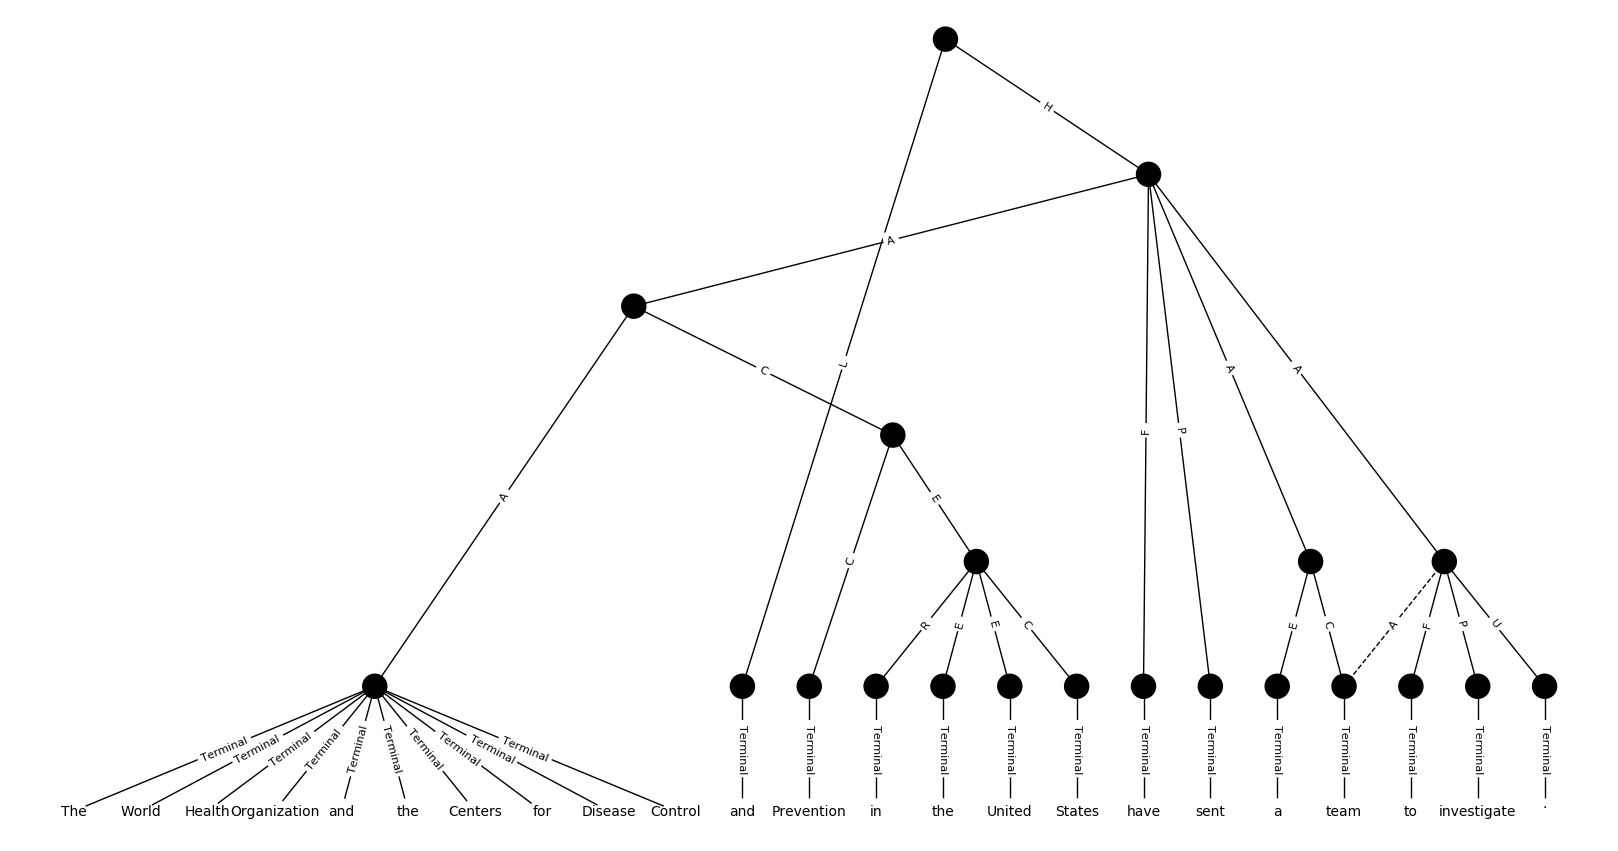 H
A
L
C
A
A
F
P
A
E
C
R
E
E
C
E
C
A
F
P
U
Terminal Terminal Terminal Terminal Terminal Terminal Terminal Terminal Terminal Terminal Terminal Terminal Terminal Terminal Terminal Terminal Terminal Terminal Terminal Terminal Terminal Terminal Terminal
The World Health Organization and the Centers for Disease Control and Prevention in the United States have sent a team to investigate .